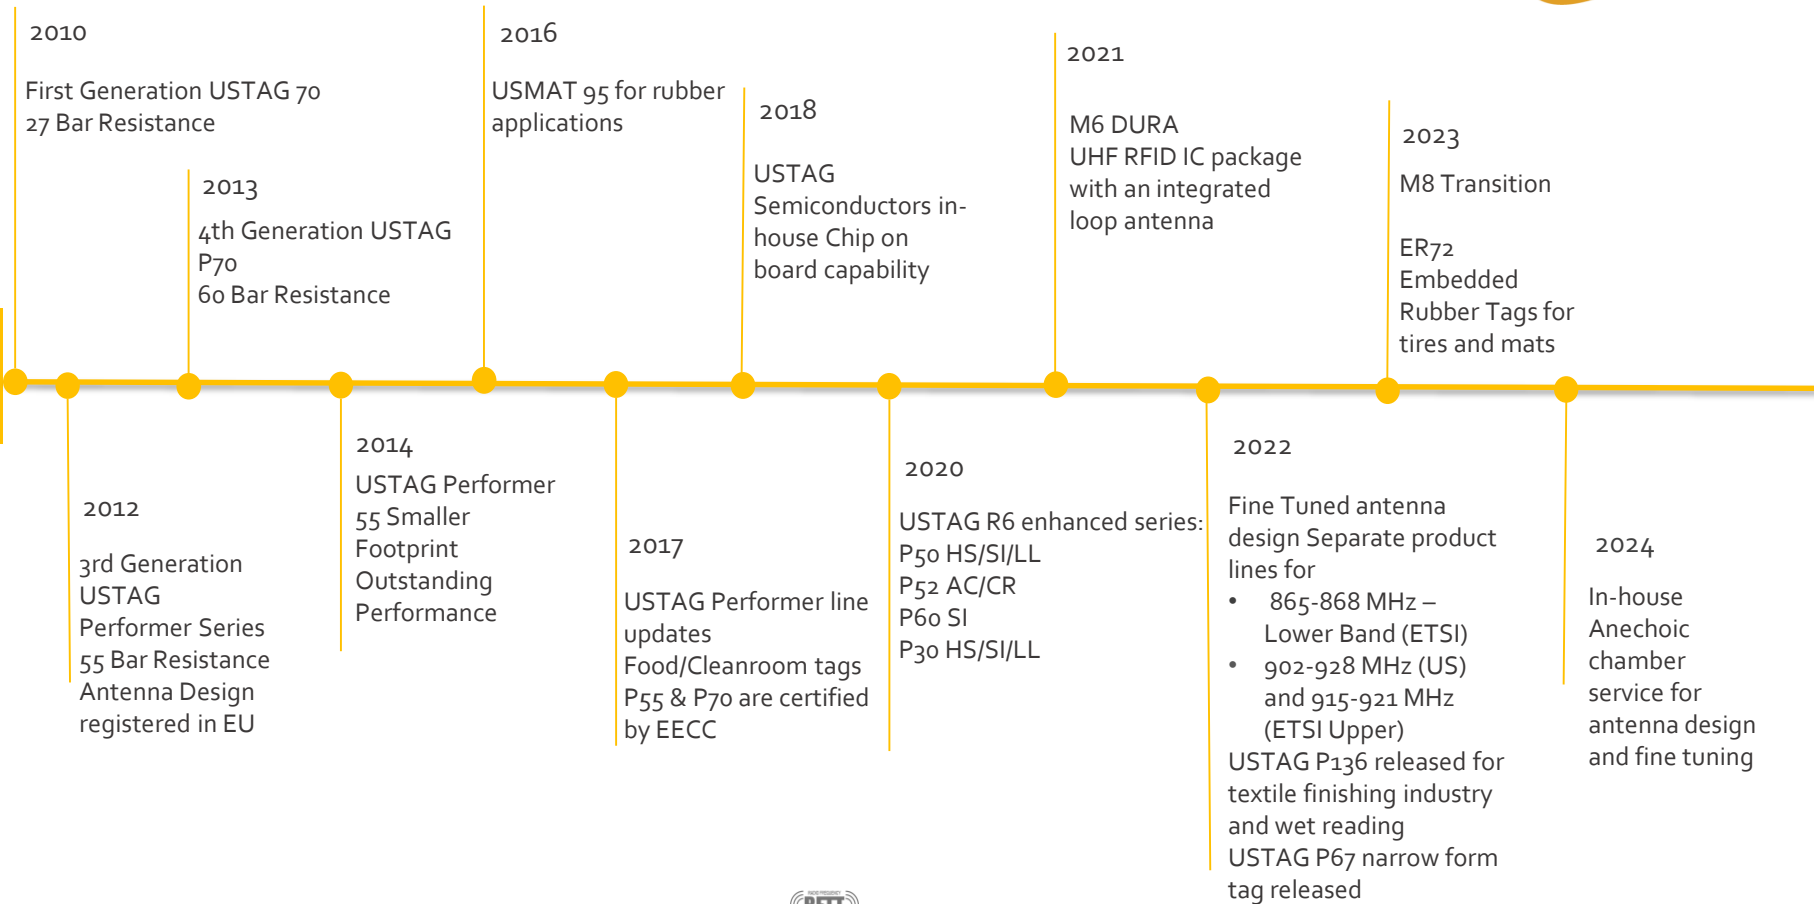 2010
First Generation USTAG 70
27 Bar Resistance
2012
3rd Generation
USTAG
Performer Series
55 Bar Resistance
Antenna Design
registered in EU
2013
4th Generation USTAG
P70
60 Bar Resistance
2014
USTAG Performer
55 Smaller
Footprint
Outstanding
Performance
2016
USMAT 95 for rubber
applications
2017
USTAG Performer line
updates
Food/Cleanroom tags
P55 & P70 are certified
by EECC
2018
USTAG
Semiconductors in-
house Chip on
board capability
2020
USTAG R6 enhanced series:
P50 HS/SI/LL
P52 AC/CR
P60 SI
P30 HS/SI/LL
2021
M6 DURA
UHF RFID IC package
with an integrated
loop antenna
2022
Fine Tuned antenna
design Separate product
lines for
• 865-868 MHz –
Lower Band (ETSI)
• 902-928 MHz (US)
and 915-921 MHz
(ETSI Upper)
USTAG P136 released for
textile finishing industry
and wet reading
USTAG P67 narrow form
tag released
2023
M8 Transition
ER72
Embedded
Rubber Tags for
tires and mats
2024
In-house
Anechoic
chamber
service for
antenna design
and fine tuning